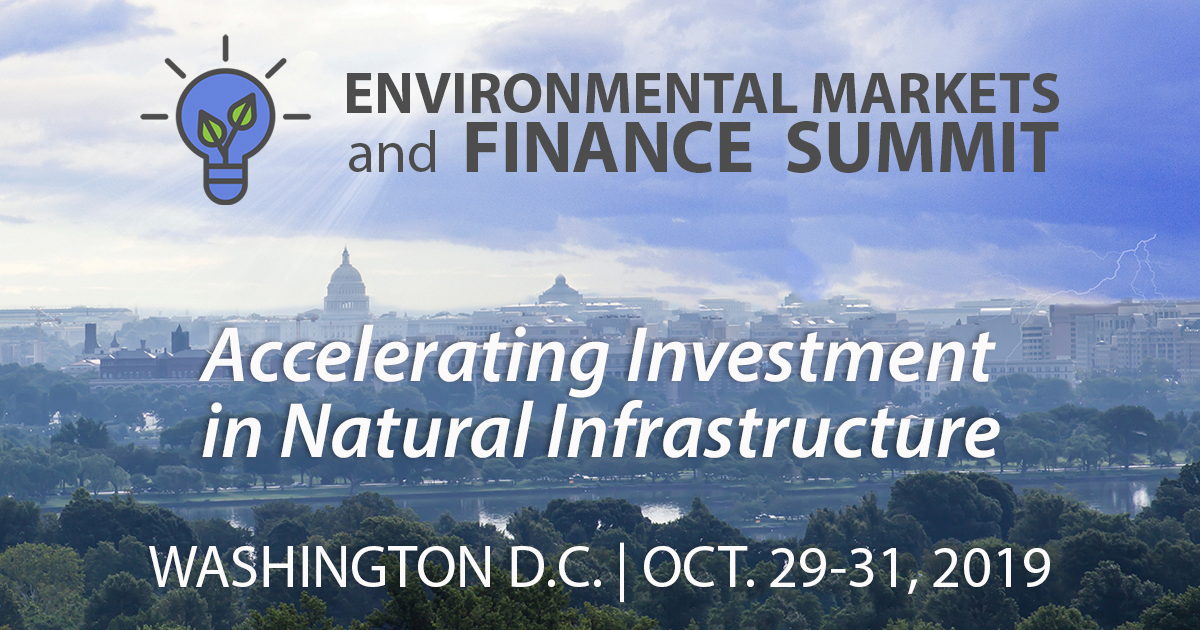 ENVIRONMENTAL MARKETS
and FINANCE SUMMIT
Accelerating Investment
in Natural Infrastructure
WASHINGTON D.C. | OCT. 29-31, 2019